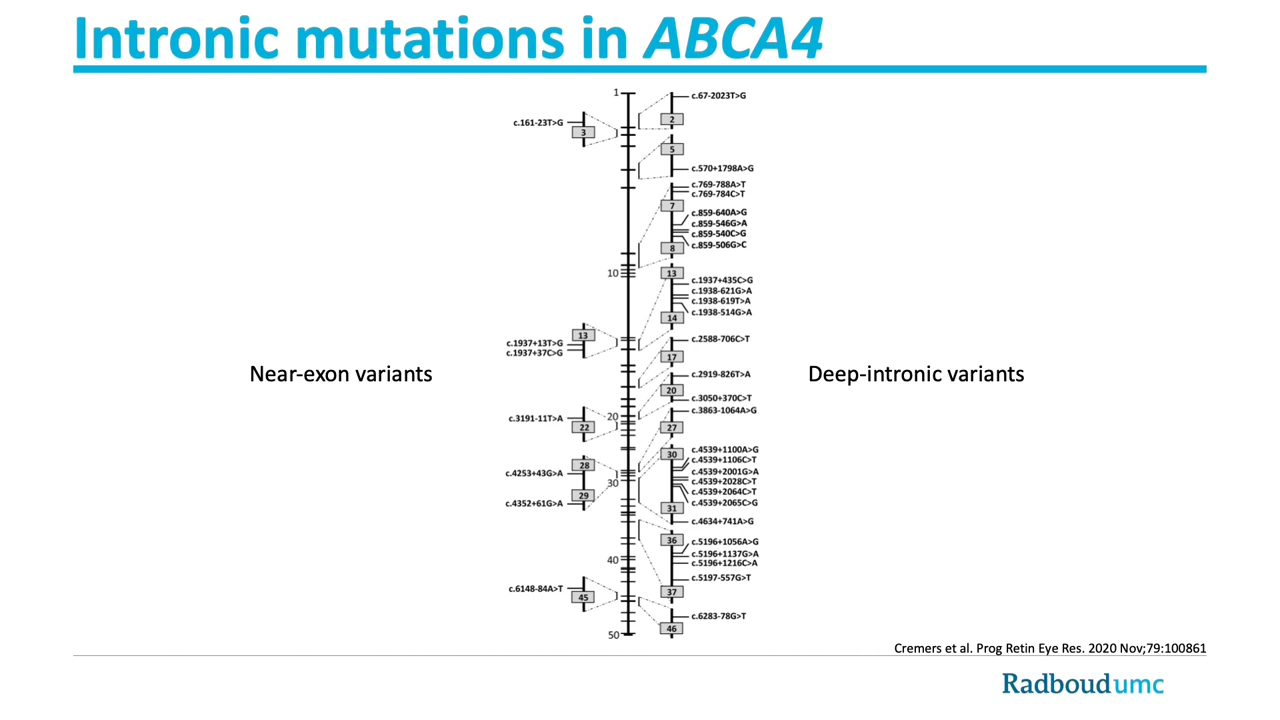 Intronic mutations in ABCA4
1
10
20
30
40
50
Near-exon variants
c.161-23T>G
3
13
c.1937+13T>G
c.1937+37C>G
c.3191-11T>A
22
28
c.4253+43G>A
29
c.4352+61G>A
c.6148-84A>T
45
Deep-intronic variants
c.67-2023T>G
2
5
c.570+1798A>G
c.769-788A>T
c.769-784C>T
7
c.859-640A>G
c.859-546G>A
c.859-540C>G
8
c.859-506G>C
13
c.1937+435C>G
c.1938-621G>A
c.1938-619T>A
c.1938-514G>A
14
c.2588-706C>T
17
c.2919-826T>A
20
c.3050+370C>T
c.3863-1064A>G
27
c.4539+1100A>G
30
c.4539+1106C>T
c.4539+2001G>A
c.4539+2028C>T
c.4539+2064C>T
c.4539+2065C>G
31
c.4634+741A>G
36
c.5196+1056A>G
c.5196+1137G>A
c.5196+1216C>A
c.5197-557G>T
37
c.6283-78G>T
46
Cremers et al. Prog Retin Eye Res. 2020 Nov;79:100861
Radboudumc